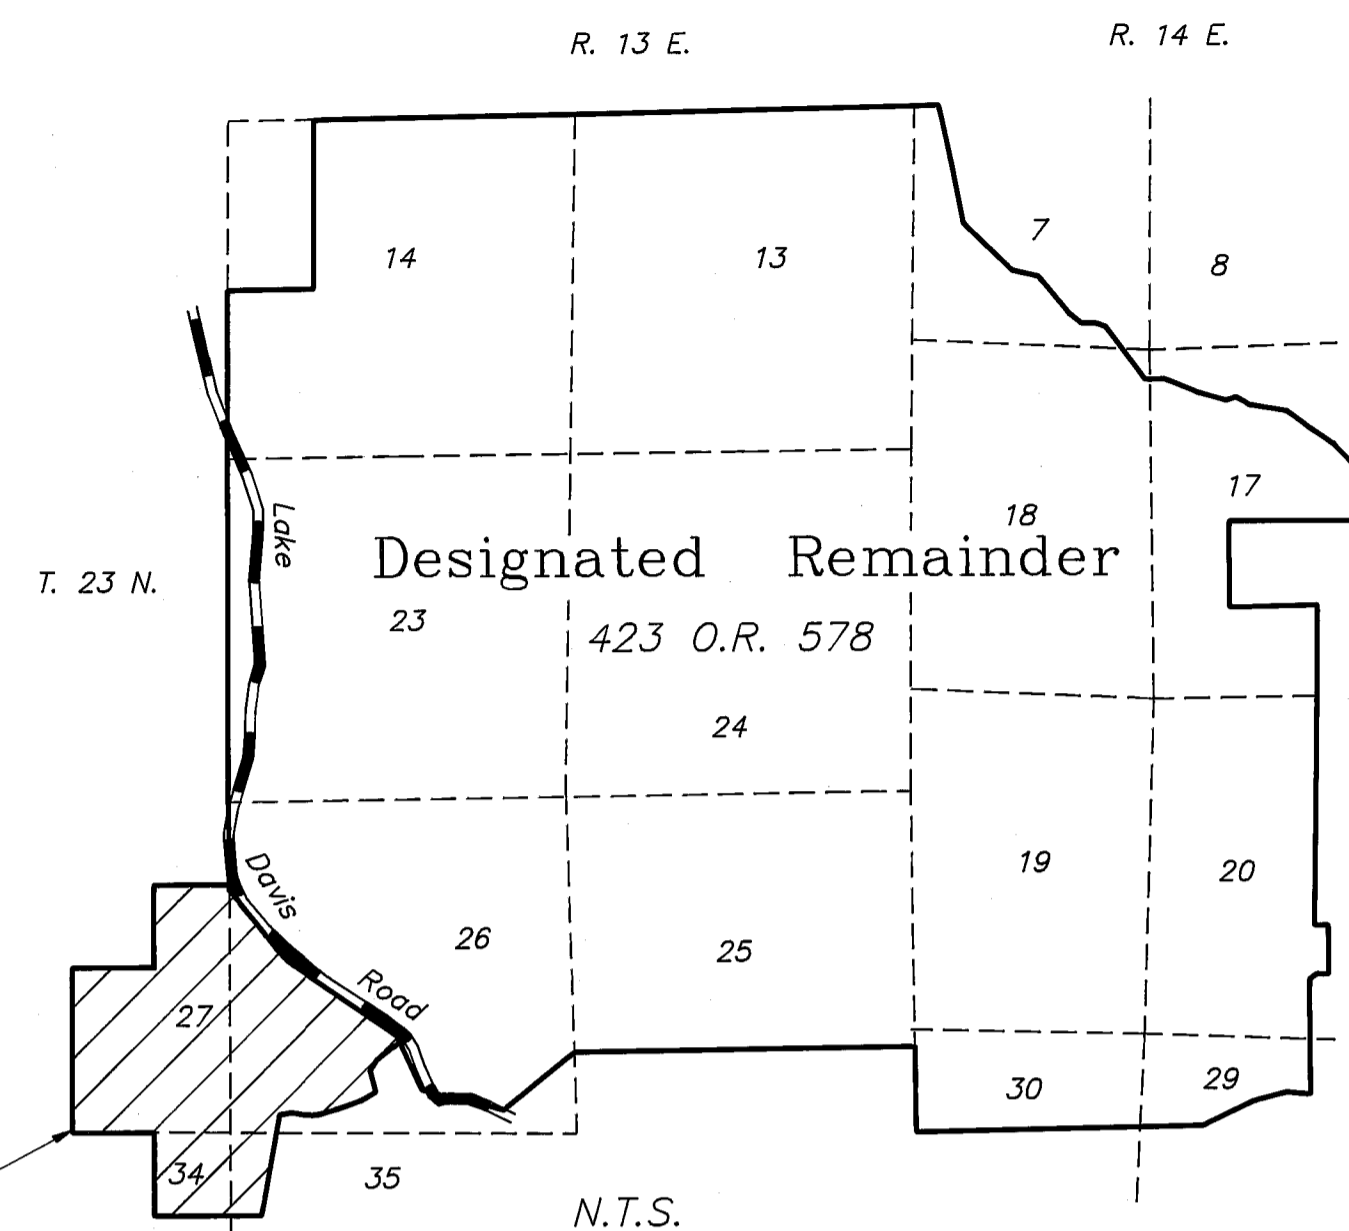 R. 13 E.
R. 14 E.
7
8
14
13
17
18
Lake
Designated Remainder
T. 23 N.
23
423 O.R. 578
24
19
20
Davis
26
25
Road
27
30
29
34
35
N.T.S.